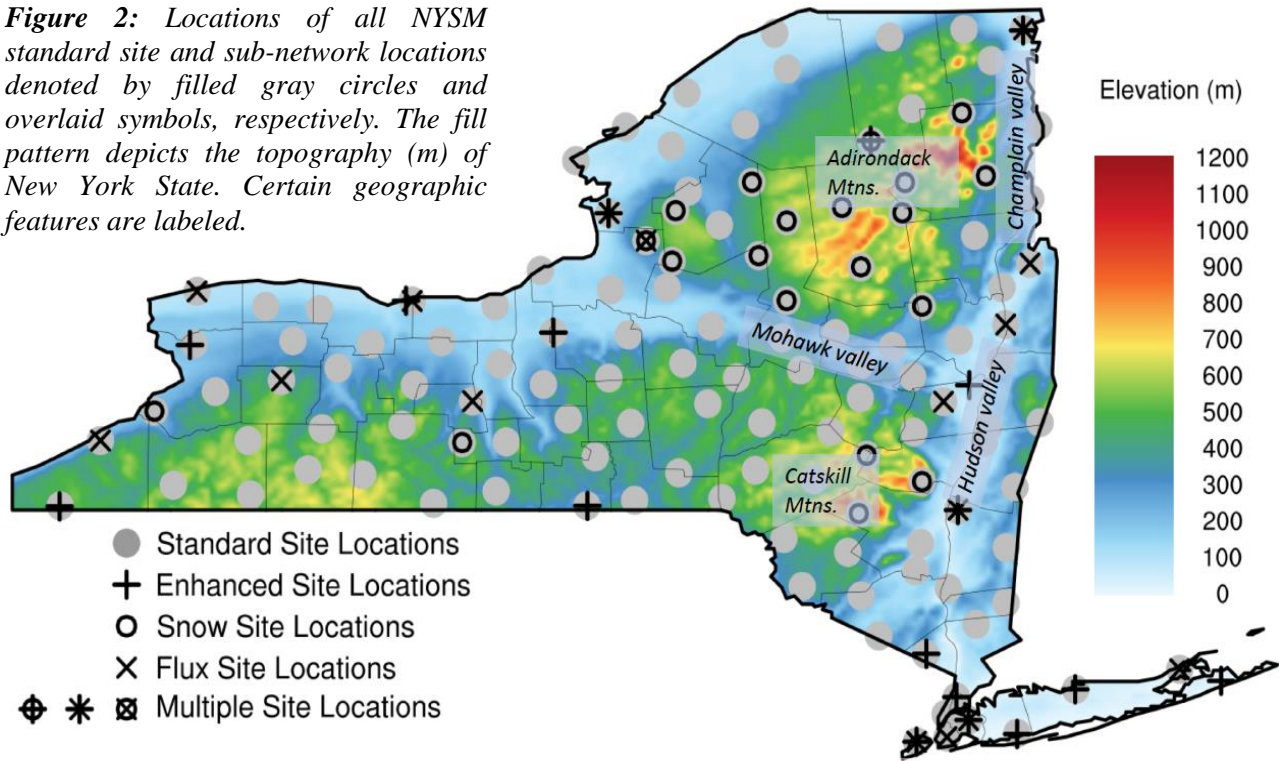 Figure 2: Locations of all NYSM
standard site and sub-network locations
denoted by filled gray circles and
overlaid symbols, respectively. The fill
pattern depicts the topography (m) of
New York State. Certain geographic
features are labeled.
Elevation (m)
1200
1100
1000
900
800
700
600
500
400
300
200
100
0
Champlain valley
Adirondack
Mtns.
Mohawk valley
Hudson valley
Catskill
Mtns.
Standard Site Locations
Enhanced Site Locations
Snow Site Locations
Flux Site Locations
Multiple Site Locations